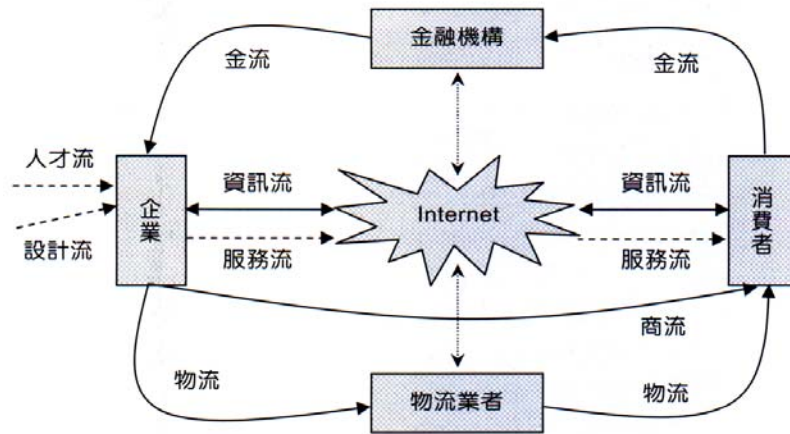 金融機構
金流
金流
人才流
設計流
企業
資訊流
服務流
Internet
資訊流
服務流
消費者
商流
物流
物流業者
物流